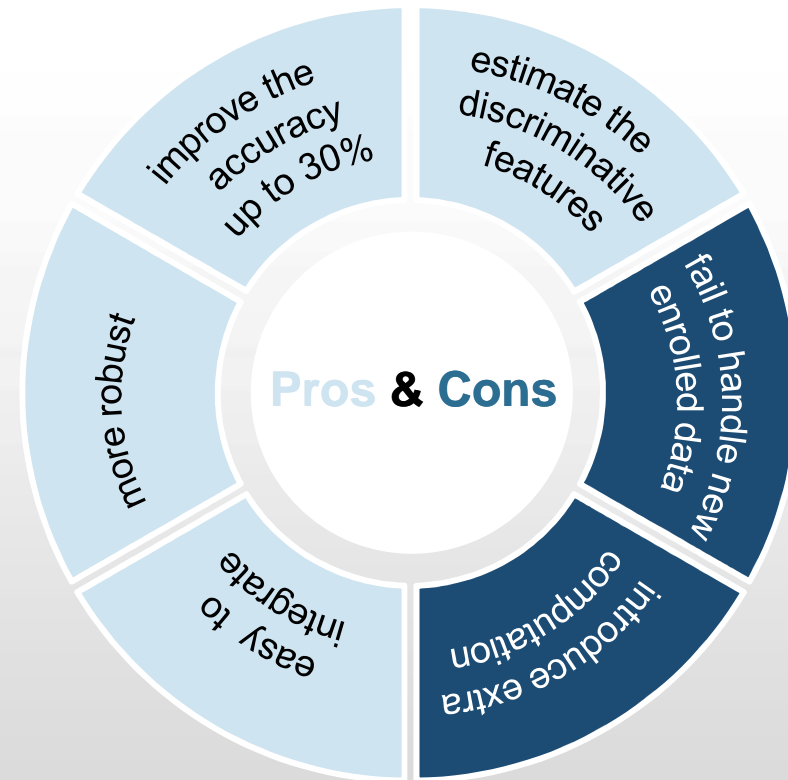 estimate the
discriminative
features
fail to handle new
enrolled data
introduce extra
computation
easy to
integrate
more robust
improve the
accuracy
up to 30%
Pros & Cons